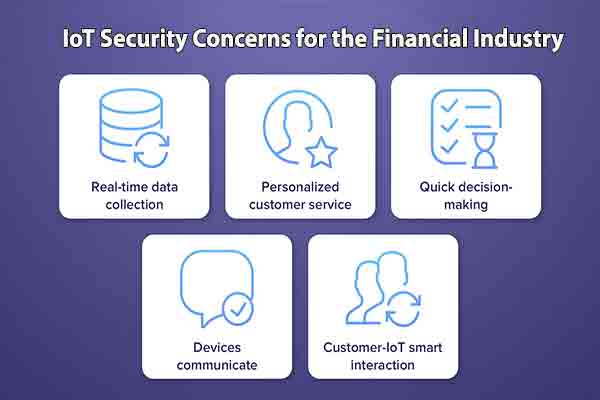 IoT Security Concerns for the Financial Industry
Real-time data
collection
Personalized
customer service
Quick decision-
making
Devices
communicate
Customer-IoT smart
interaction